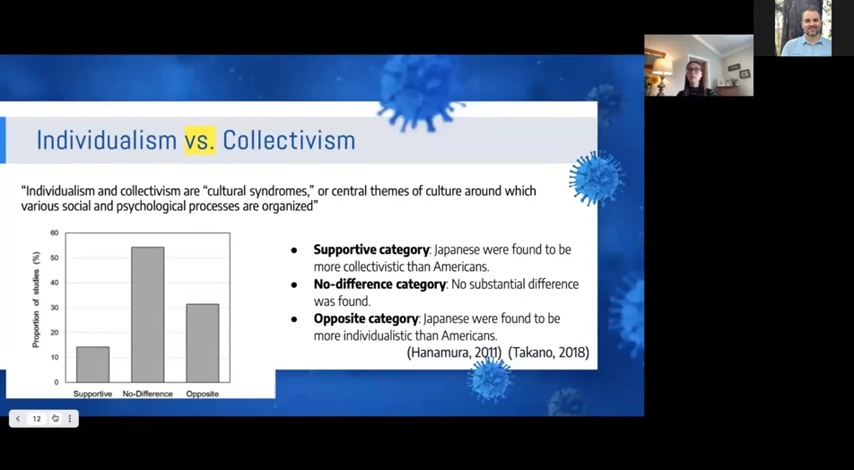 Individualism vs. Collectivism
“Individualism and collectivism are “cultural syndromes,” or central themes of culture around which
various social and psychological processes are organized”
60
50
40
30
20
10
0
Proportion of studies (%)
Supportive No-Difference Opposite
● Supportive category: Japanese were found to be
more collectivistic than Americans.
● No-difference category: No substantial difference
was found.
● Opposite category: Japanese were found to be
more individualistic than Americans.
(Hanamura, 2011) (Takano, 2018)
12